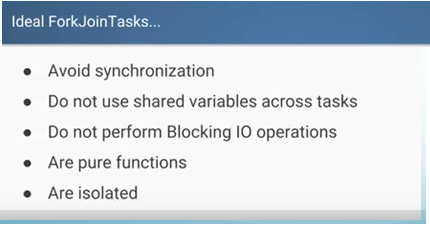 Ideal ForkJoinTasks...
● Avoid synchronization
● Do not use shared variables across tasks
● Do not perform Blocking IO operations
● Are pure functions
● Are isolated